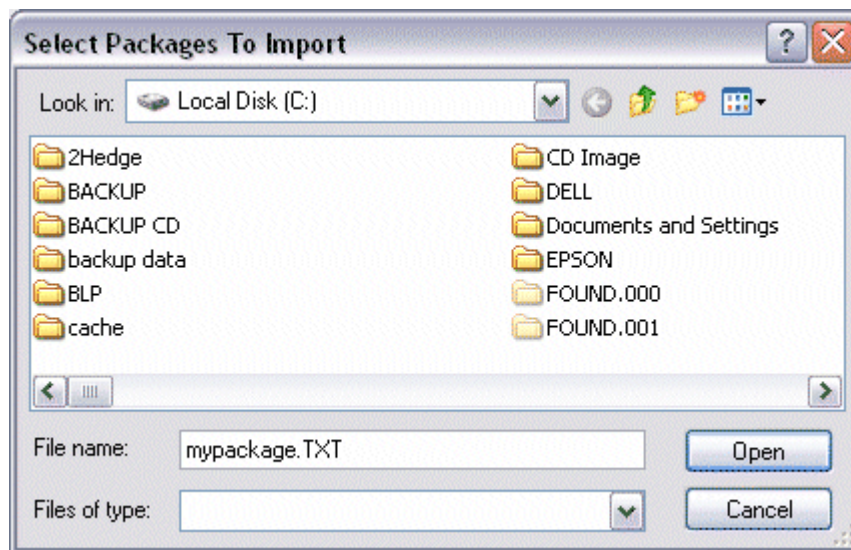 Select Packages To Import
Look in: Local Disk (C:)
2Hedge
BACKUP
BACKUP CD
backup data
BLP
cache
CD Image
DELL
Documents and Settings
EPSON
FOUND.000
FOUND.001
File name: mypackage.TXT Open
Files of type: Cancel